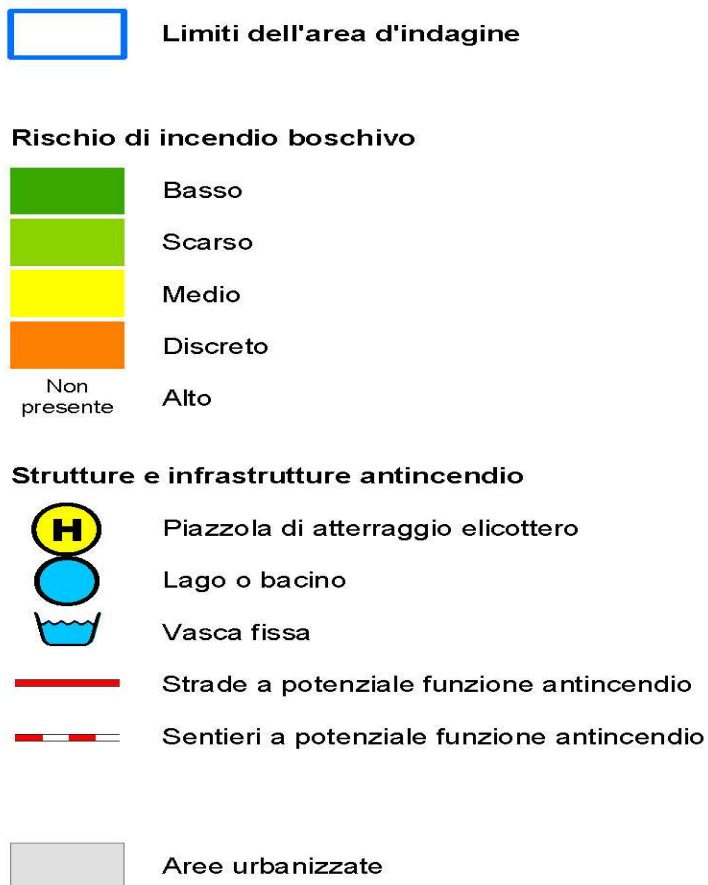 Limiti dell'area d'indagine
Rischio di incendio boschivo
Basso
Scarso
Medio
Discreto
Non
presente
Alto
Strutture e infrastrutture antincendio
H
Piazzola di atterraggio elicottero
Lago o bacino
Vasca fissa
Strade a potenziale funzione antincendio
Sentieri a potenziale funzione antincendio
Aree urbanizzate